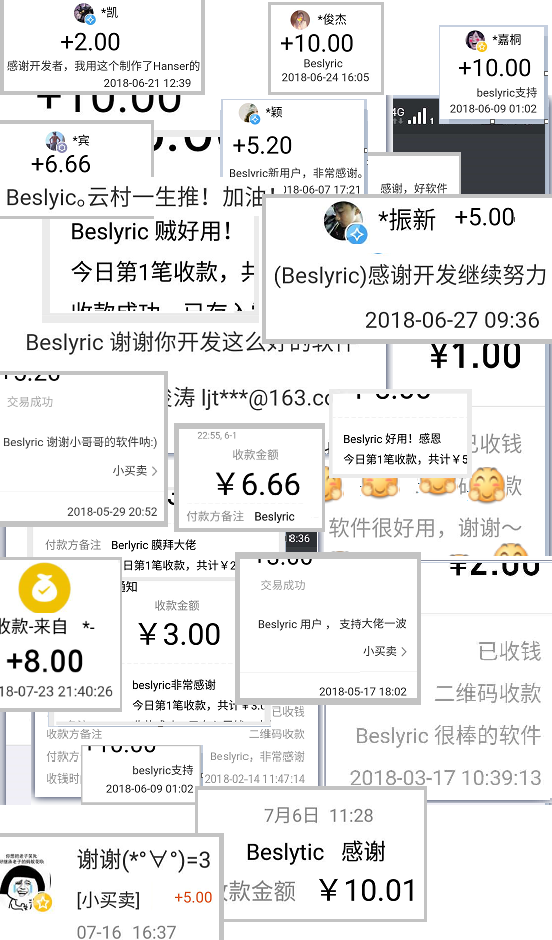 *凯
+2.00
感谢开发者，我用这个制作了Hanser的
2018-06-21 12:39
*俊杰
+10.00
Beslyric
2018-06-24 16:05
*嘉桐
+10.00
beslyric支持
2018-06-09 01:02
+10.00
4G
*宾
+6.66
*颖
+5.20
Beslyric新用户，非常感谢。
2018-06-07 17:21
感谢，好软件
Beslyic。云村一生推！加油！
*振新 +5.00
(Beslyric)感谢开发继续努力
2018-06-27 09:36
Beslyric 贼好用！
今日第1笔收款，共
收款成功，已存入
Beslyric 谢谢你开发这么好的软件
涛 ljt***@163.co
¥1.00
已收钱
款
软件很好用，谢谢～
+5.20
交易成功
Beslyric 谢谢小哥哥的软件呐:)
小买卖
2018-05-29 20:52
22:55, 6-1
收款金额
￥6.66
付款方备注 Beslyric
Beslyric 好用！感恩
今日第1笔收款，共计￥5
付款方备注 Berlyric 膜拜大佬
日第1笔收款，共计￥2
8:36
收款-来自 *-
+8.00
18-07-23 21:40:26
通知
收款金额
￥3.00
beslyric非常感谢
今日第1笔收款，共计￥3.0
交易成功
Beslyric 用户 ，支持大佬一波
小买卖
2018-05-17 18:02
¥2.00
已收钱
二维码收款
Beslyric 很棒的软件
2018-03-17 10:39:13
已收钱
收款方备注 二维码收款
付款方 Beslyric，非常感谢
收钱时 2018-02-14 11:47:14
+10.00
beslyric支持
2018-06-09 01:02
7月6日 11:28
Beslytic 感谢
款金额 ￥10.01
谢谢(*°∀°)=3
[小买卖] +5.00
07-16 16:37